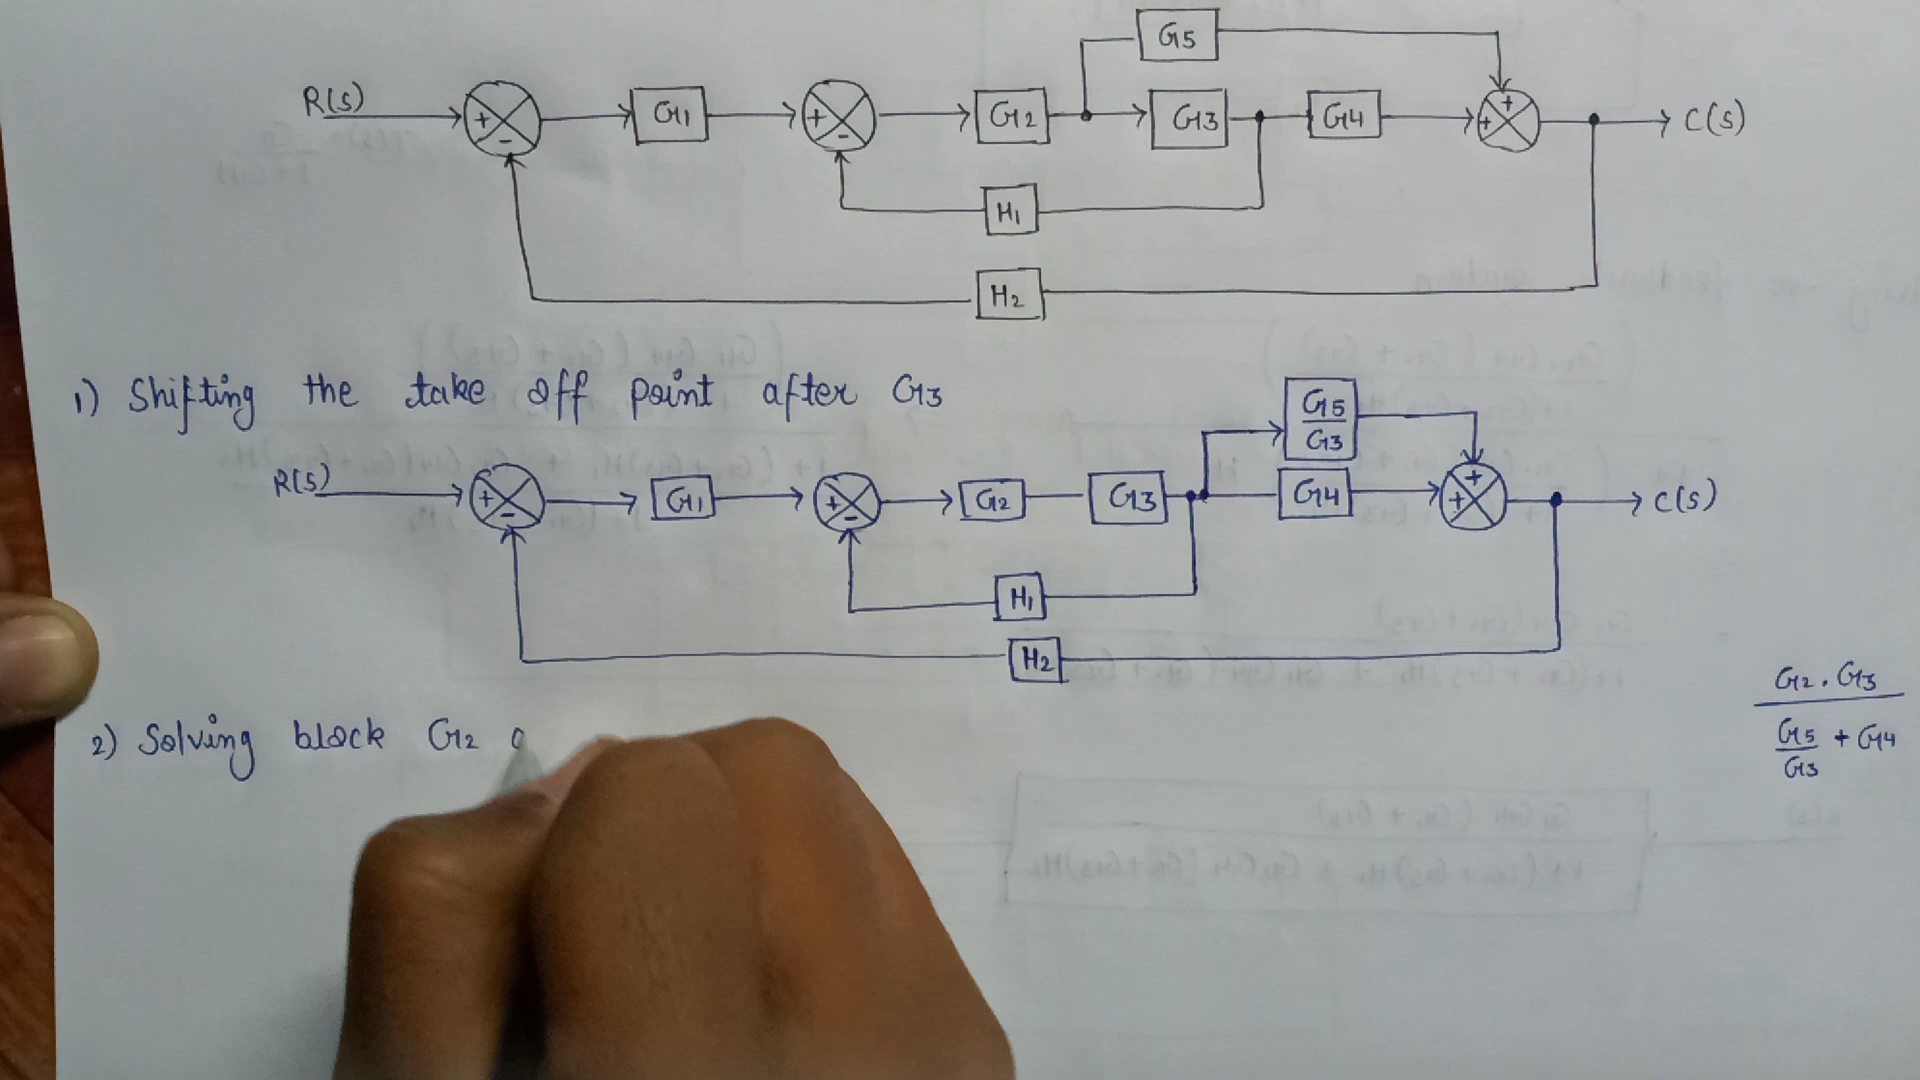 G5
R(s) + - G1 + - G2 G3 G4 + + C(s)
H1
H2
1) Shifting the take off point after G3
G5
G3
R(s) + - G1 + - G2 G3 G4 + + C(s)
H1
H2
G2 . G3
G5 + G4
G3
2) Solving block G2